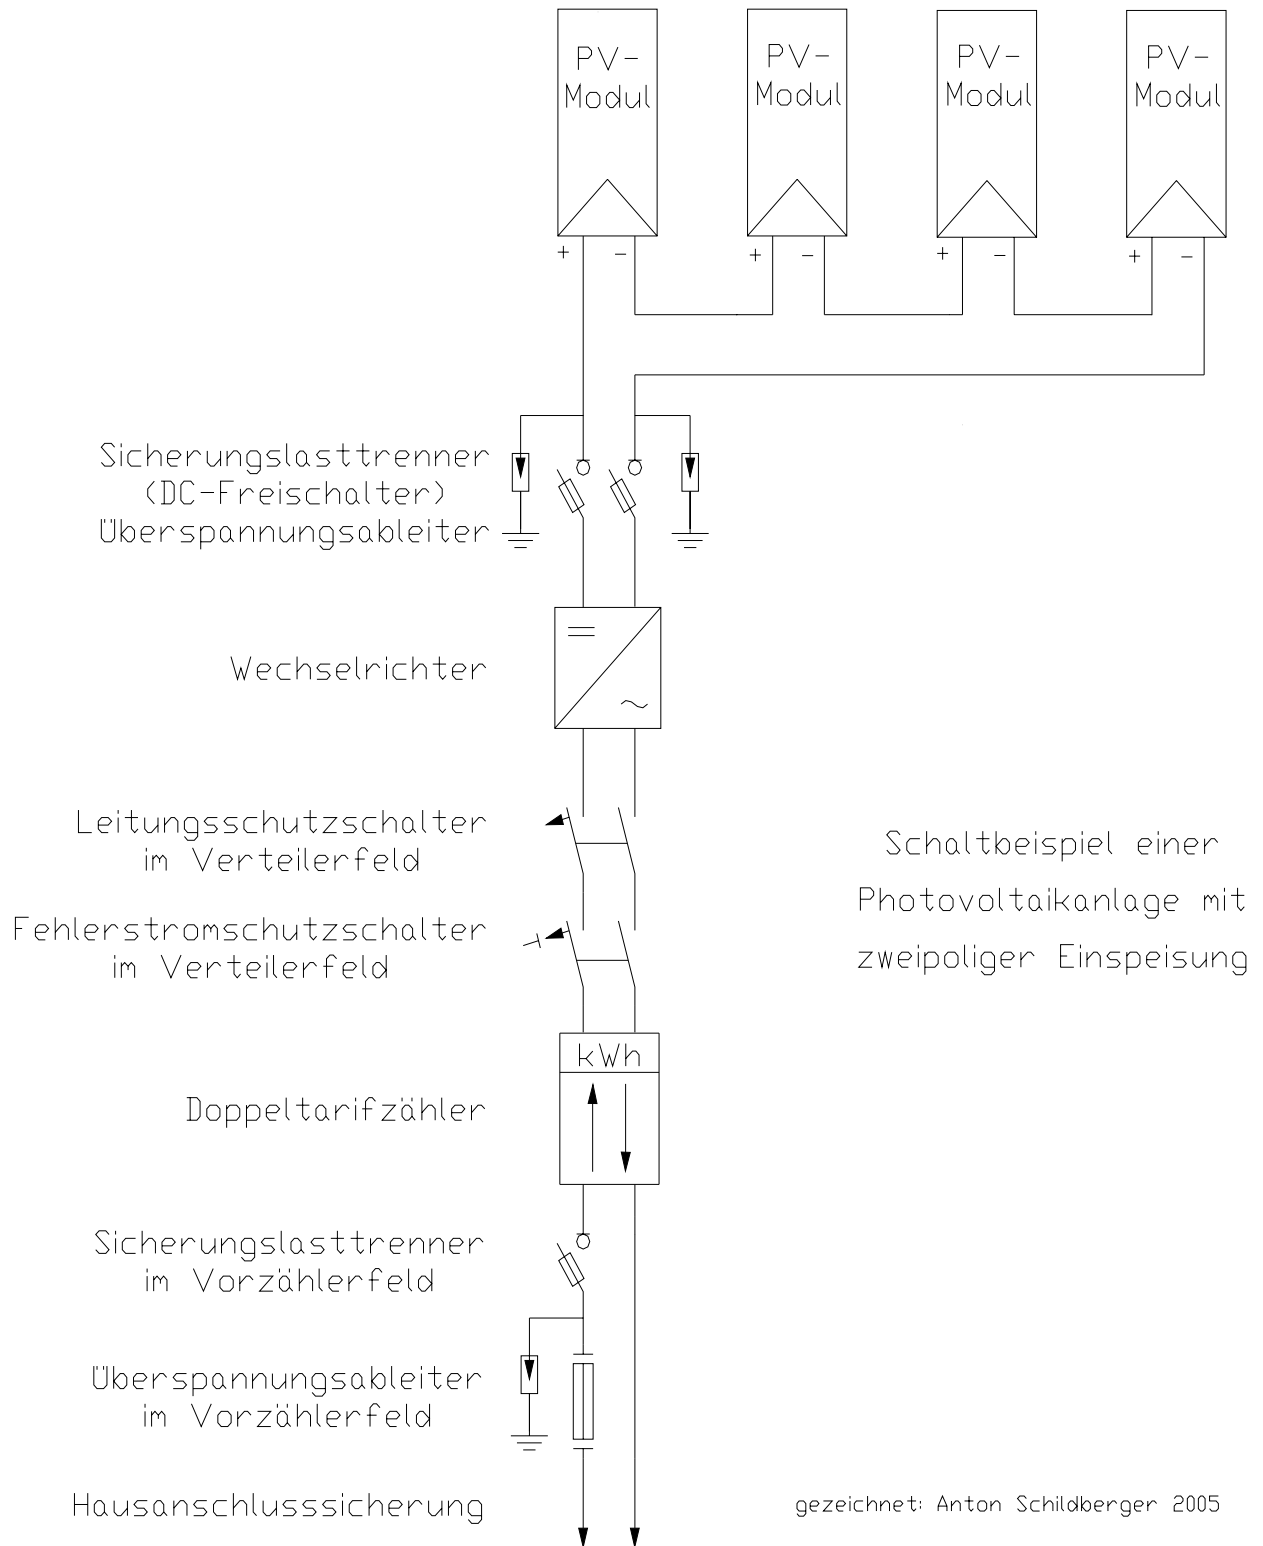 PV-
Modul
PV-
Modul
PV-
Modul
PV-
Modul
+ −
+ −
+ −
+ −
Sicherungslasttrenner
(DC-Freischalter)
Überspannungsableiter
Wechselrichter
Leitungsschutzschalter
im Verteilerfeld
Fehlerstromschutzschalter
im Verteilerfeld
Schaltbeispiel einer
Photovoltaikanlage mit
zweipoliger Einspeisung
kWh
Doppeltarifzähler
Sicherungslasttrenner
im Vorzählerfeld
Überspannungsableiter
im Vorzählerfeld
Hausanschlusssicherung
gezeichnet: Anton Schildberger 2005